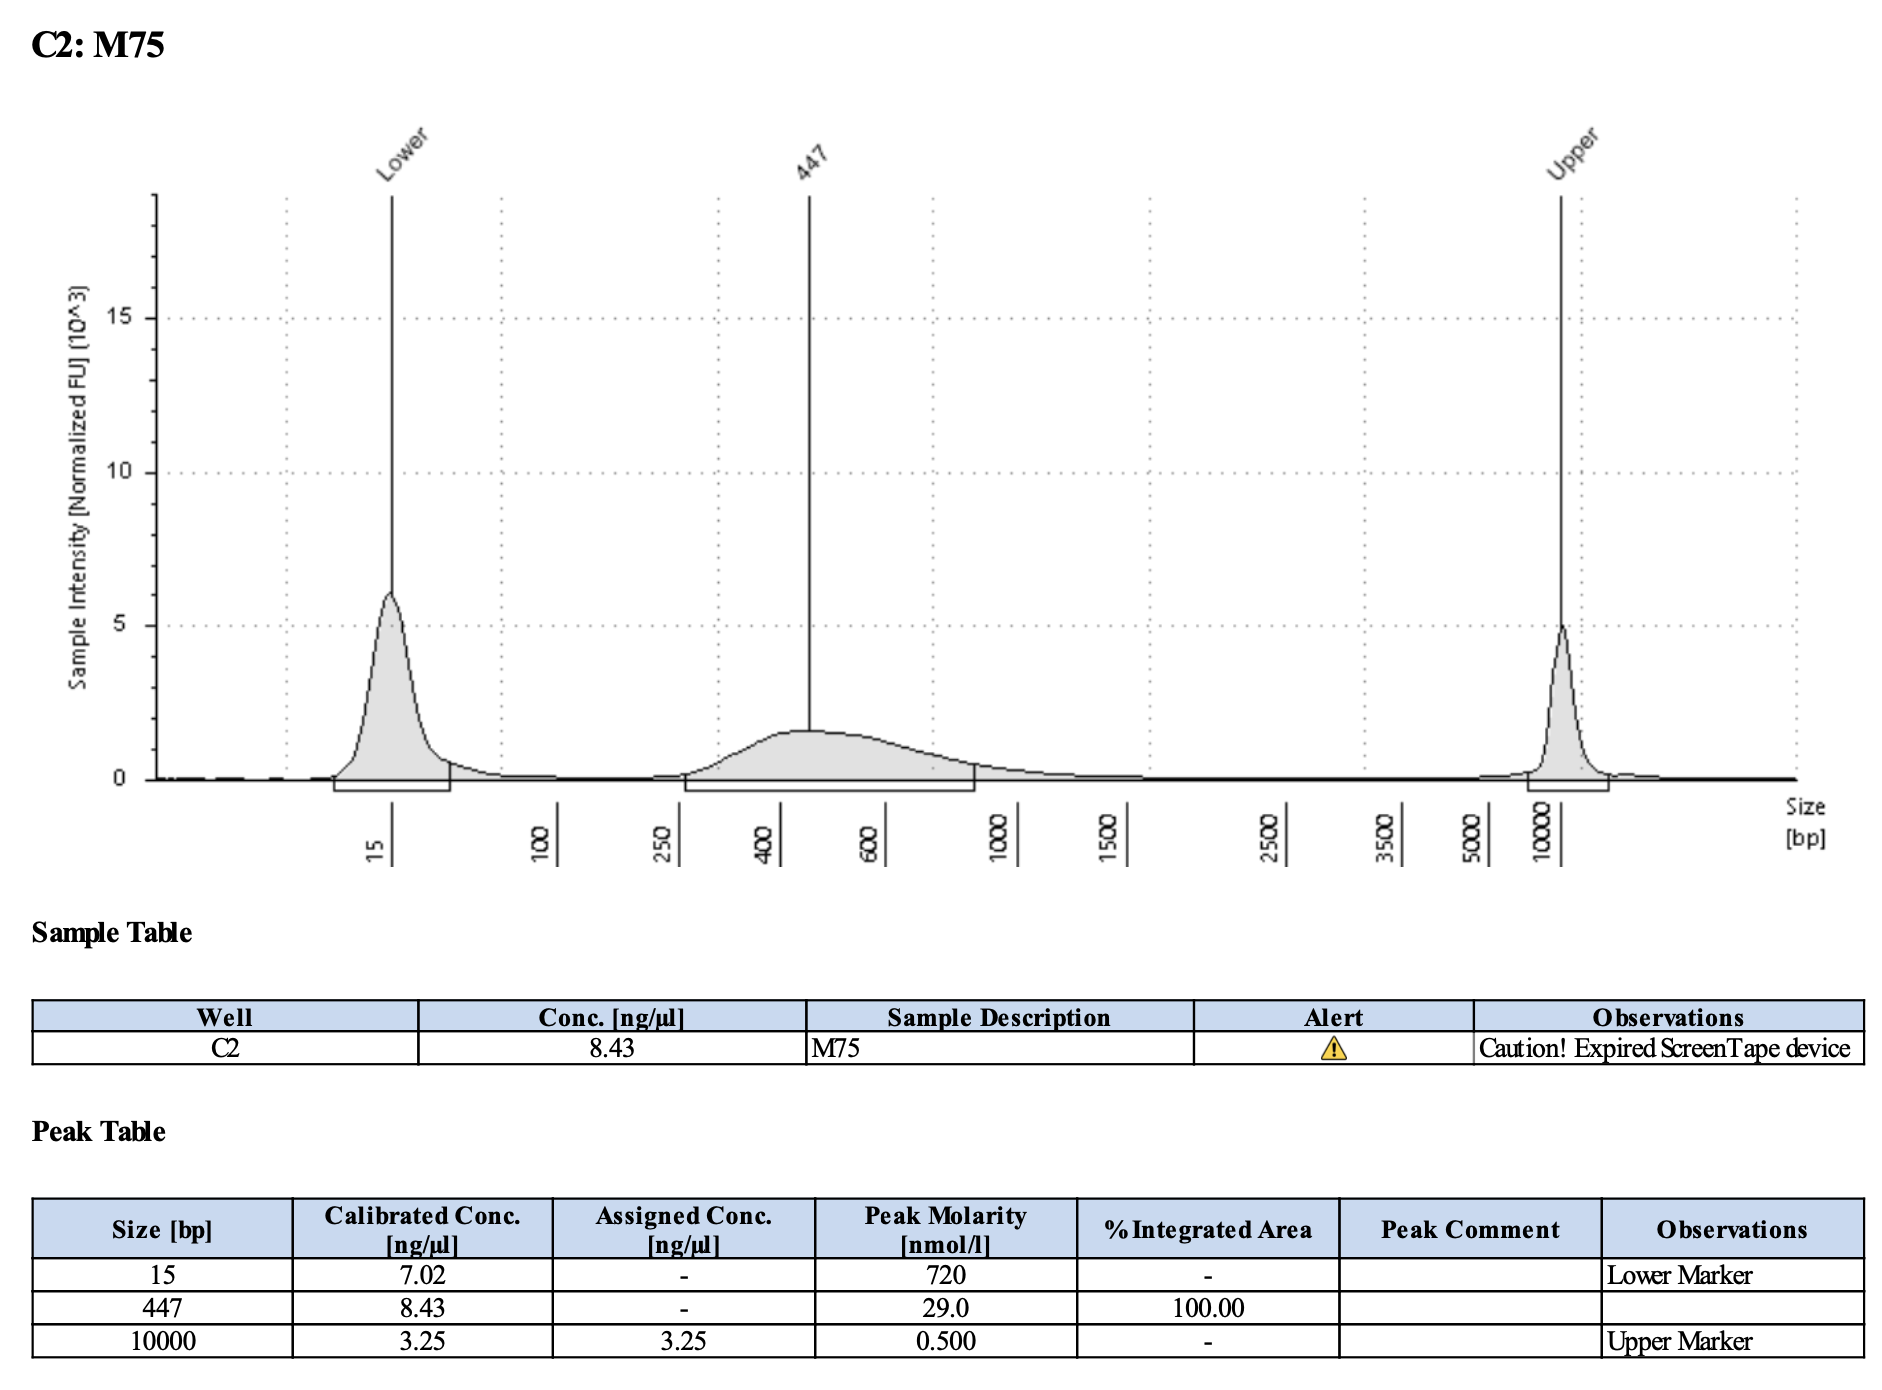 C2: M75
Lower
447
Upper
Sample Intensity [Normalized FU] (10^3)
15
10
5
0
15
100
250
400
600
1000
1500
2500
3500
5000
10000
Size
[bp]
Sample Table
Well Conc. [ng/µl] Sample Description Alert Observations
C2 8.43 M75 Caution! Expired ScreenTape device
Peak Table
Size [bp] Calibrated Conc. [ng/µl] Assigned Conc. [ng/µl] Peak Molarity [nmol/l] % Integrated Area Peak Comment Observations
15 7.02 - 720 - Lower Marker
447 8.43 - 29.0 100.00
10000 3.25 3.25 0.500 - Upper Marker